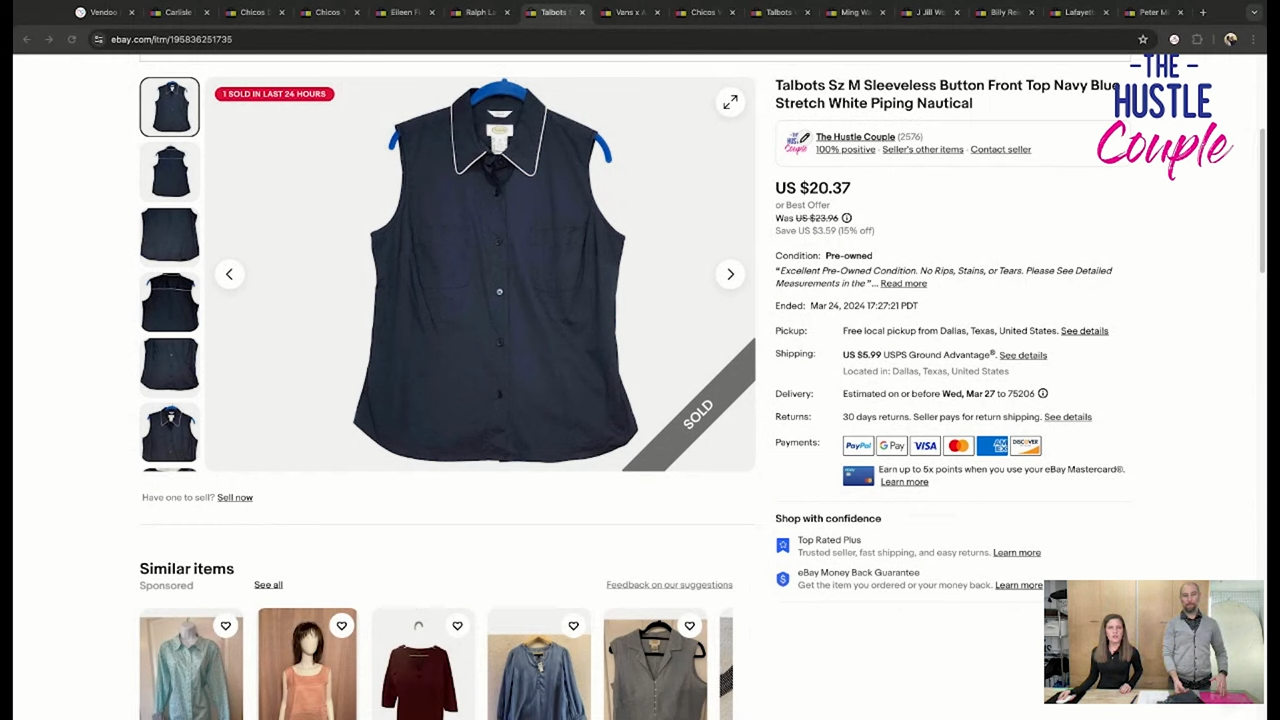 Vendoo
Carlisle
Chicos S
Chicos T
Eileen Fi
Ralph La
Talbots S
Vans x A
Chicos V
Talbots
Ming Wa
J Jill Wo
Billy Rei
Lafayett
Peter M
ebay.com/itm/195836251735
1 SOLD IN LAST 24 HOURS
SOLD
Have one to sell? Sell now
Similar items
Sponsored
See all
Feedback on our suggestions
Talbots Sz M Sleeveless Button Front Top Navy Blue
Stretch White Piping Nautical
The Hustle Couple (2576)
100% positive · Seller's other items · Contact seller
US $20.37
or Best Offer
Was US $23.96
Save US $3.59 (15% off)
Condition: Pre-owned
"Excellent Pre-Owned Condition. No Rips, Stains, or Tears. Please See Detailed
Measurements in the "... Read more
Ended: Mar 24, 2024 17:27:21 PDT
Pickup: Free local pickup from Dallas, Texas, United States. See details
Shipping: US $5.99 USPS Ground Advantage®. See details
Located in: Dallas, Texas, United States
Delivery: Estimated on or before Wed, Mar 27 to 75206
Returns: 30 days returns. Seller pays for return shipping. See details
Payments: PayPal G Pay VISA mastercard AM EX DISCOVER
Earn up to 5x points when you use your eBay Mastercard®.
Learn more
Shop with confidence
Top Rated Plus
Trusted seller, fast shipping, and easy returns. Learn more
eBay Money Back Guarantee
Get the item you ordered or your money back. Learn more
-THE-
HUSTLE
Couple